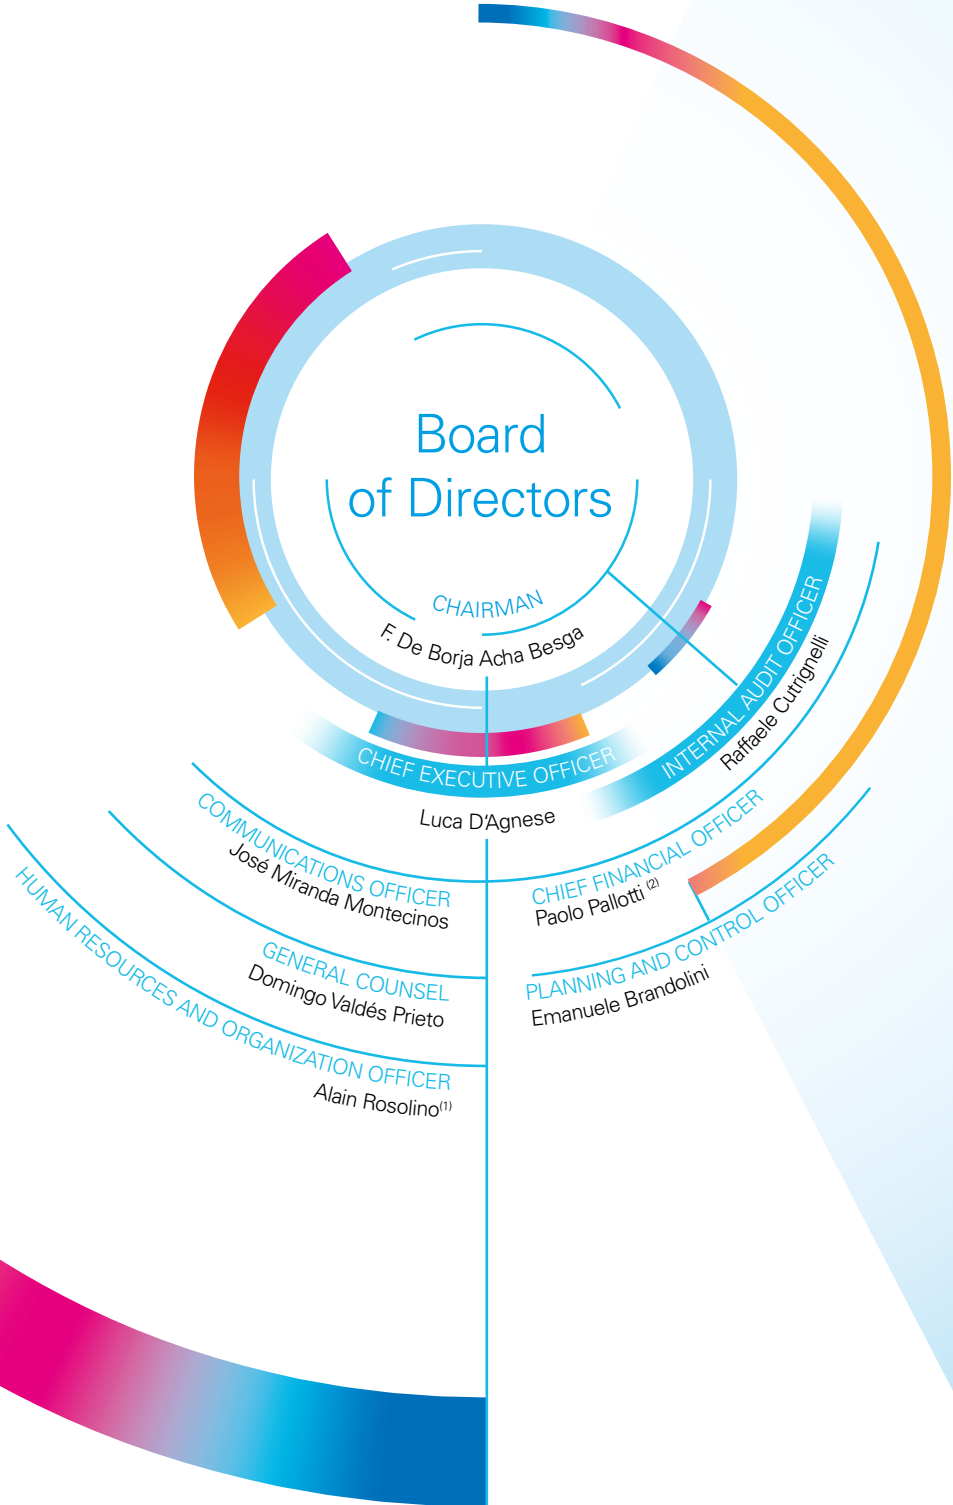 Board
of Directors
CHAIRMAN
F. De Borja Acha Besga
INTERNAL AUDIT OFFICER
Raffaele Cutrignelli
CHIEF EXECUTIVE OFFICER
Luca D‘Agnese
COMMUNICATIONS OFFICER
José Miranda Montecinos
CHIEF FINANCIAL OFFICER
Paolo Pallotti (2)
GENERAL COUNSEL
Domingo Valdés Prieto
PLANNING AND CONTROL OFFICER
Emanuele Brandolini
HUMAN RESOURCES AND ORGANIZATION OFFICER
Alain Rosolino(1)